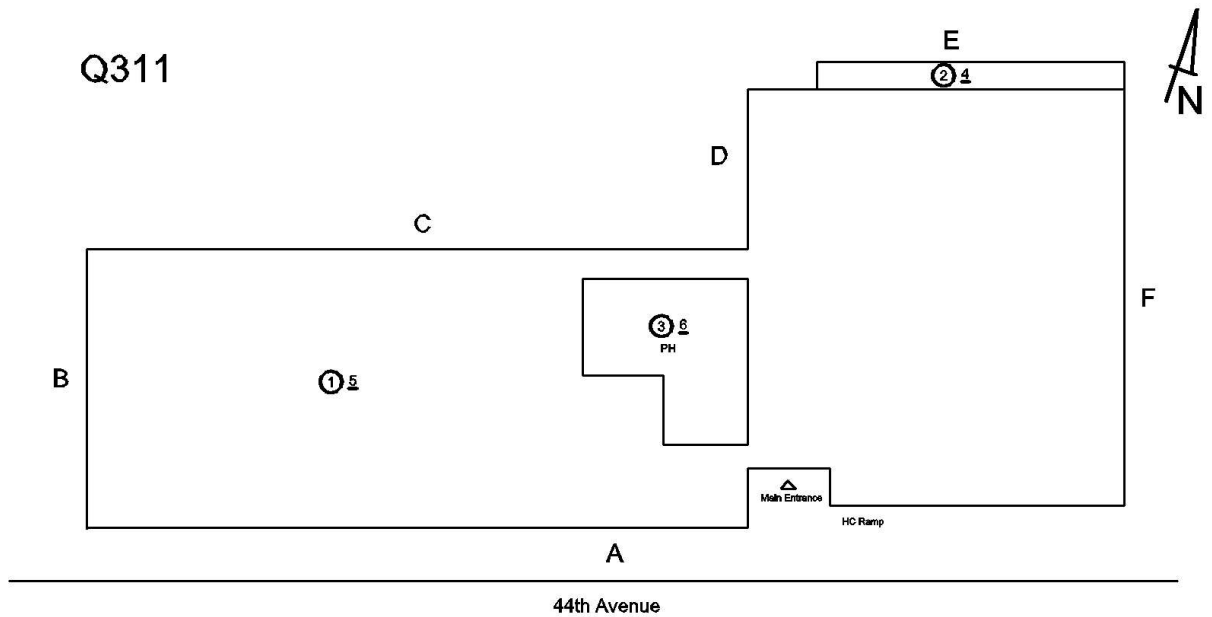 Q311
E
2 4
N
D
C
F
3 6
PH
B
1 5
Main Entrance
HC Ramp
A
44th Avenue